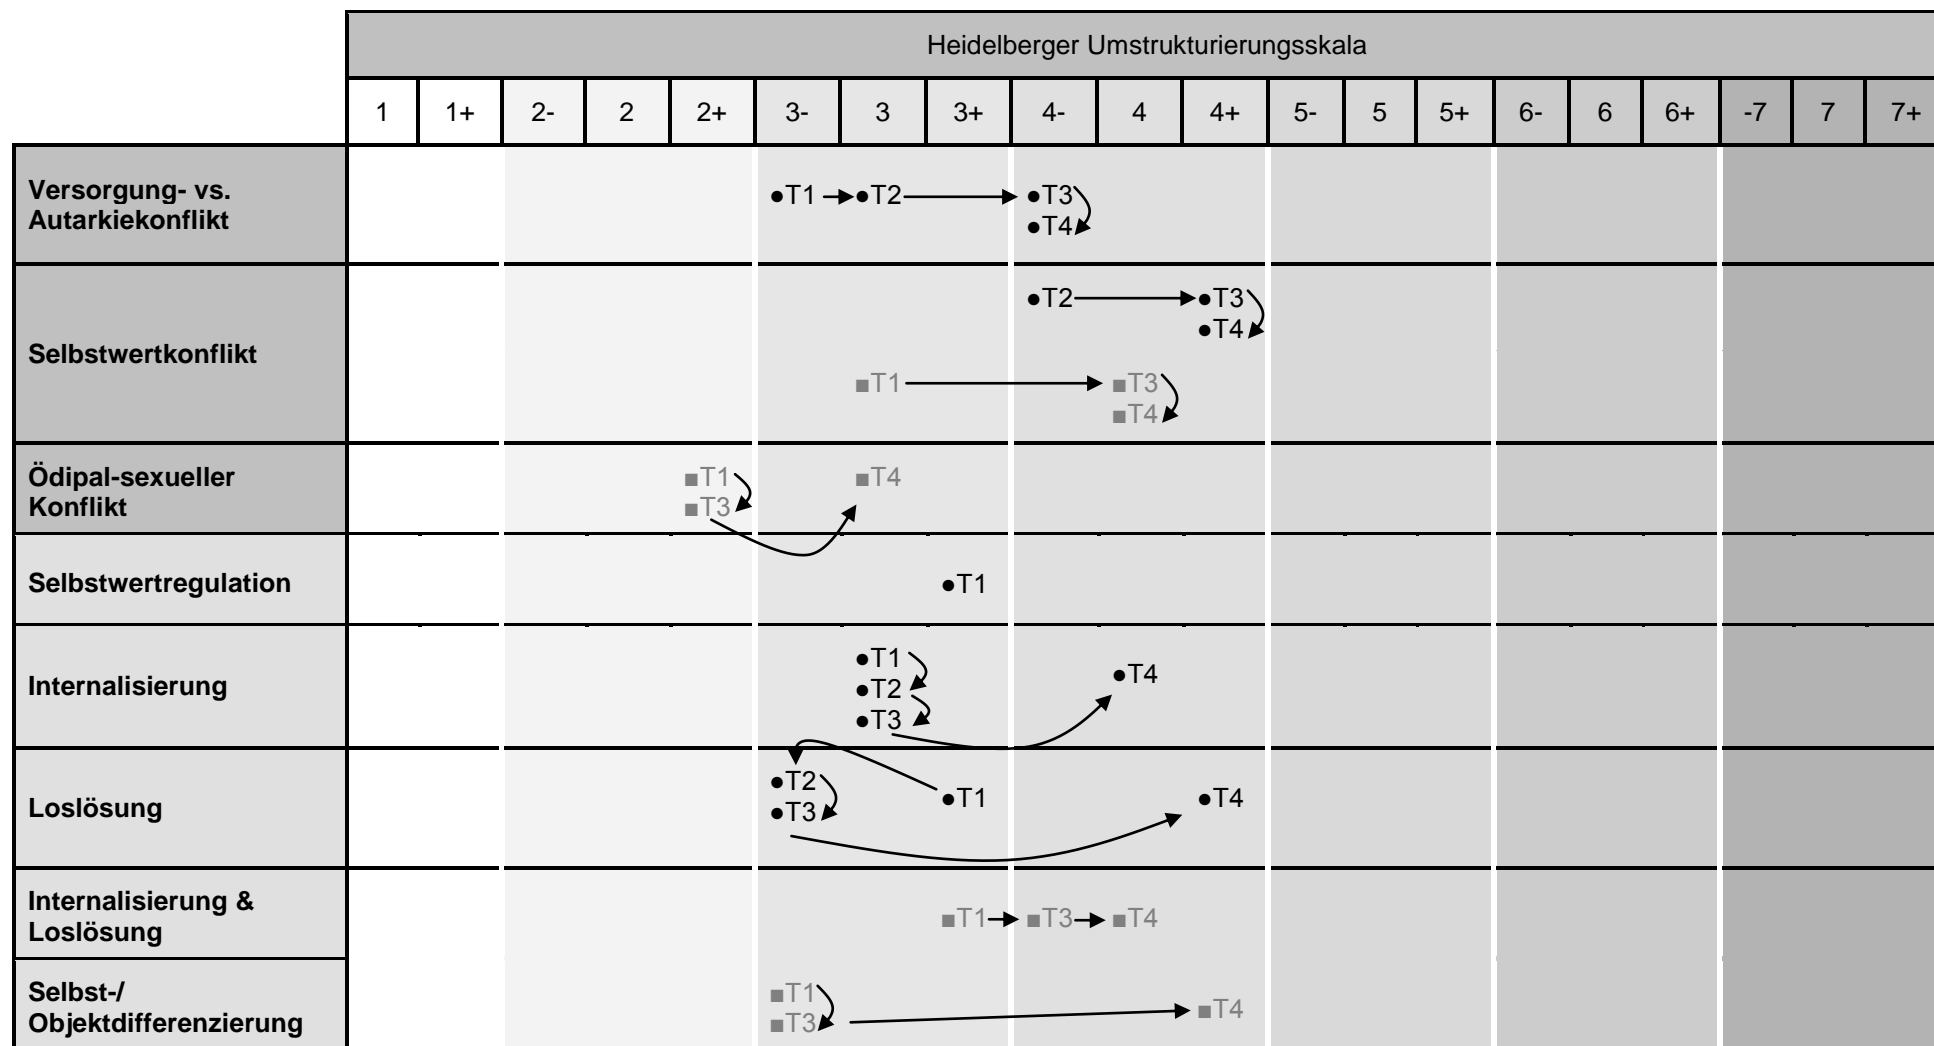 Heidelberger Umstrukturierungsskala
1 1+ 2- 2 2+ 3- 3 3+ 4- 4 4+ 5- 5 5+ 6- 6 6+ -7 7 7+
Versorgung- vs.
Autarkiekonflikt
●T1 ●T2 ●T3
●T4
Selbstwertkonflikt
●T2 ●T3
●T4
■T1 ■T3
■T4
Ödipal-sexueller
Konflikt
■T1 ■T4
■T3
Selbstwertregulation
●T1
Internalisierung
●T1
●T2
●T3
●T4
Loslösung
●T2
●T3
●T1 ●T4
Internalisierung &
Loslösung
■T1 ■T3 ■T4
Selbst-/
Objektdifferenzierung
■T1
■T3
■T4